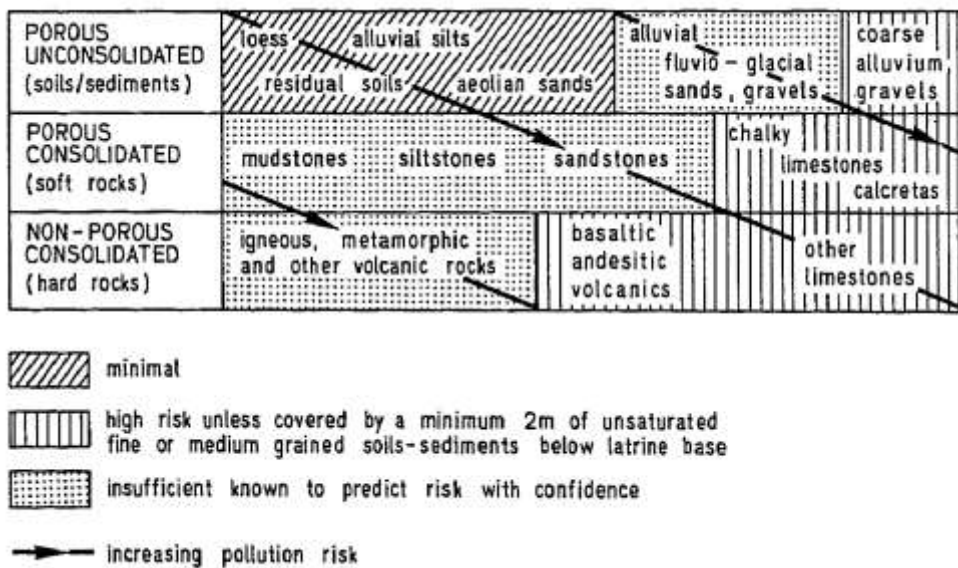 POROUS
UNCONSOLIDATED
(soils/sediments)
loess
alluvial silts
residual soils
aeolian sands
alluvial
fluvio-glacial
sands, gravels
coarse
alluvium,
gravels
POROUS
CONSOLIDATED
(soft rocks)
mudstones
siltstones
sandstones
chalky
limestones
calcretas
NON-POROUS
CONSOLIDATED
(hard rocks)
igneous, metamorphic
and other volcanic rocks
basaltic
andesitic
volcanics
other
limestones
minimal
high risk unless covered by a minimum 2m of unsaturated
fine or medium grained soils-sediments below latrine base
insufficient known to predict risk with confidence
increasing pollution risk